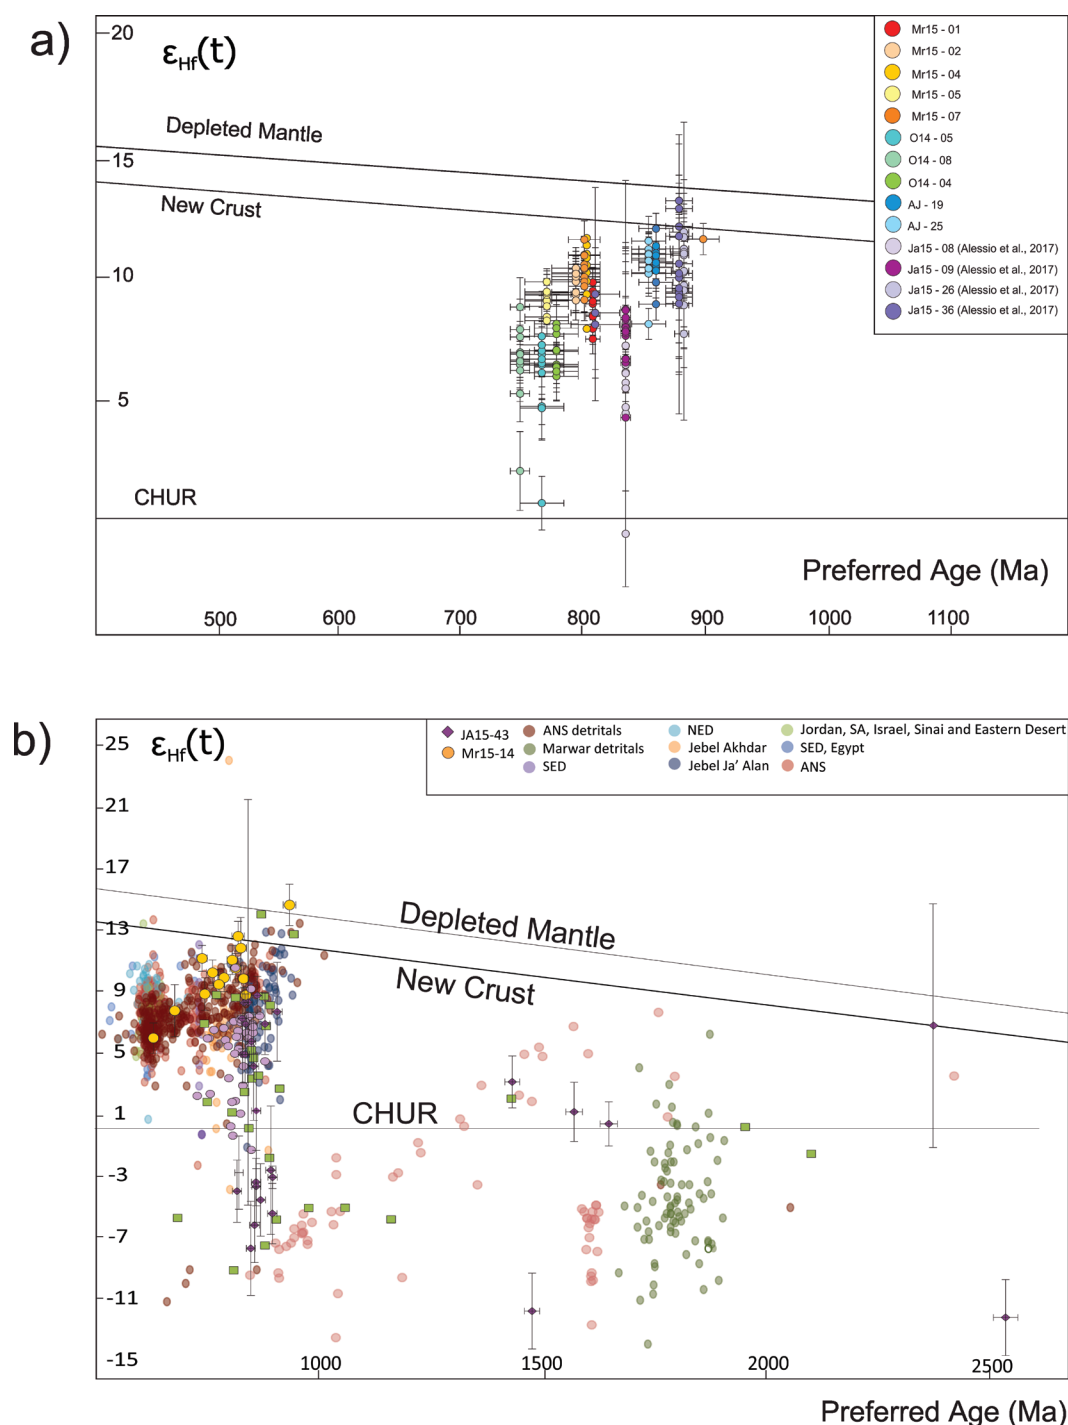 a)
εHf(t)
20
15
10
5
Depleted Mantle
New Crust
CHUR
Mr15 - 01
Mr15 - 02
Mr15 - 04
Mr15 - 05
Mr15 - 07
O14 - 05
O14 - 08
O14 - 04
AJ - 19
AJ - 25
Ja15 - 08 (Alessio et al., 2017)
Ja15 - 09 (Alessio et al., 2017)
Ja15 - 26 (Alessio et al., 2017)
Ja15 - 36 (Alessio et al., 2017)
Preferred Age (Ma)
500 600 700 800 900 1000 1100
b)
εHf(t)
JA15-43
Mr15-14
ANS detritals
Marwar detritals
SED
NED
Jebel Akhdar
Jebel Ja' Alan
Jordan, SA, Israel, Sinai and Eastern Desert
SED, Egypt
ANS
25
21
17
13
9
5
1
-3
-7
-11
-15
Depleted Mantle
New Crust
CHUR
1000 1500 2000 2500
Preferred Age (Ma)